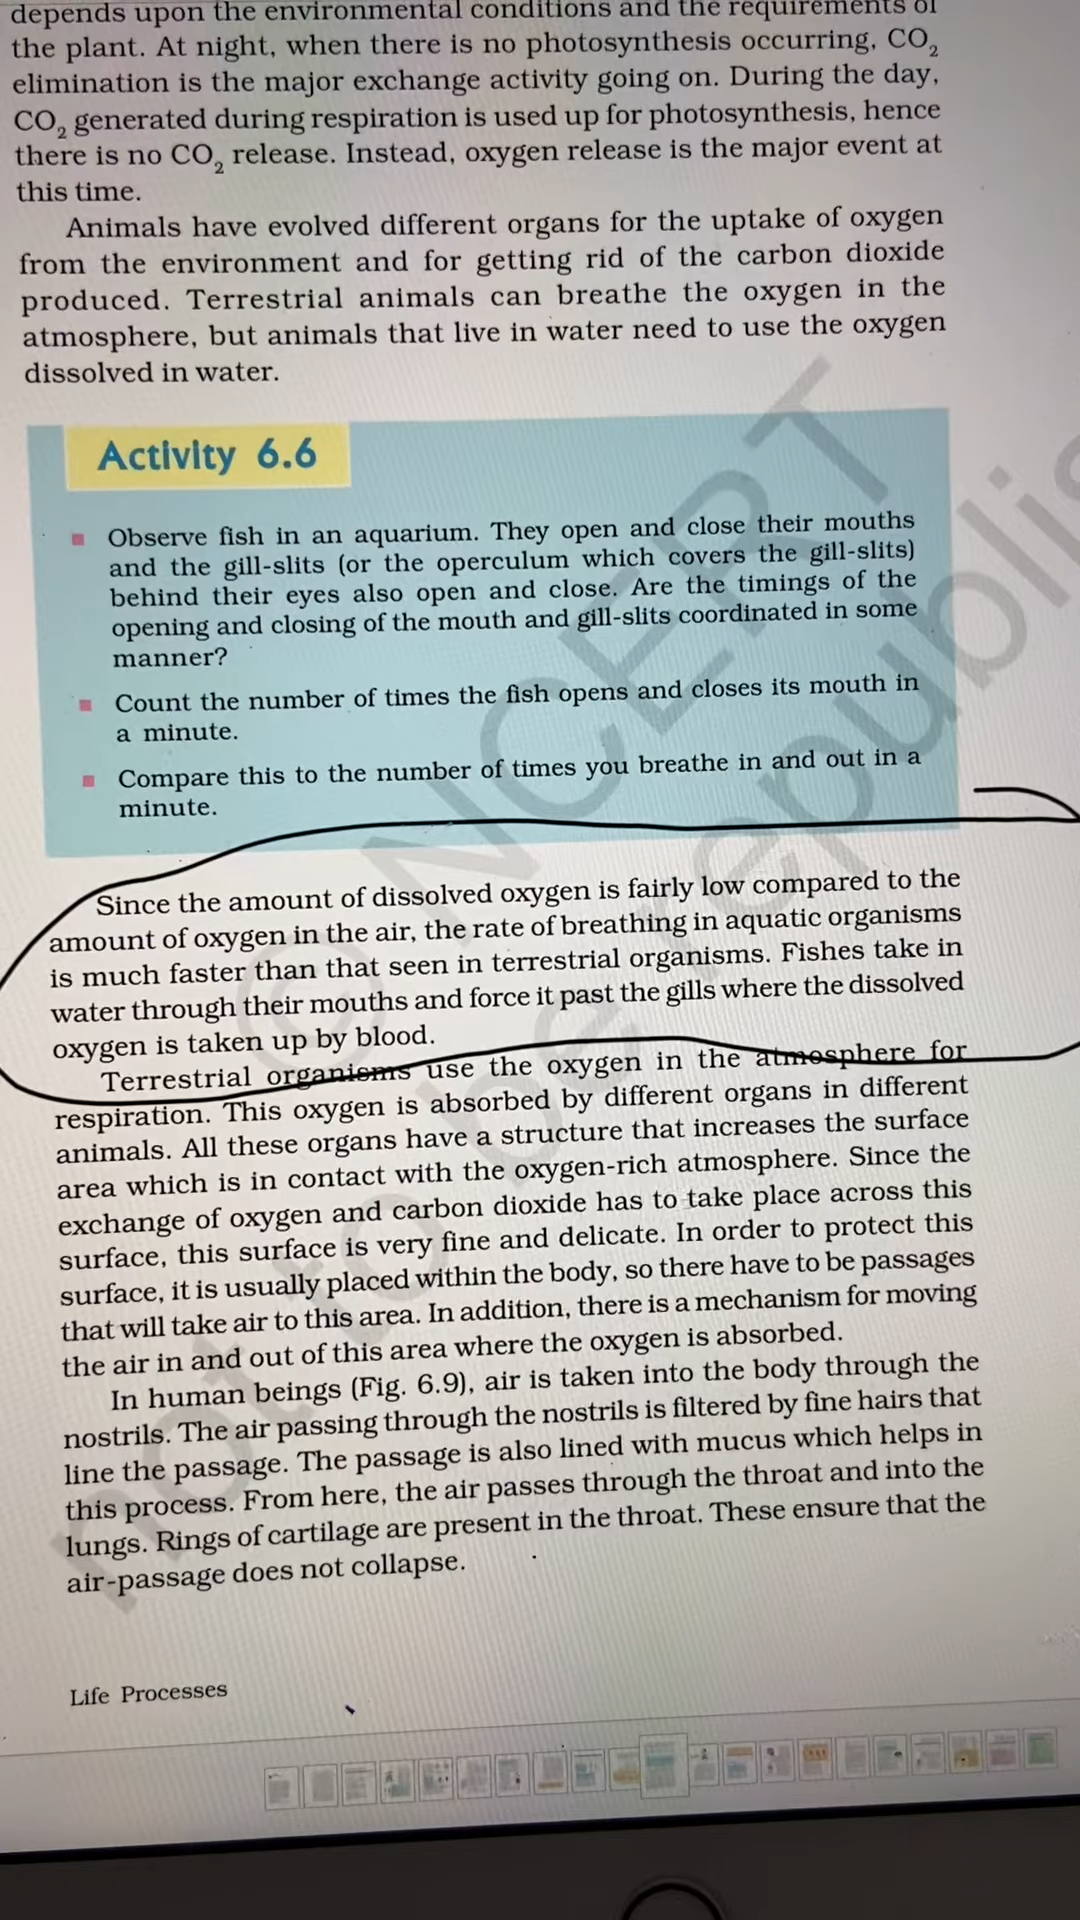 depends upon the environmental conditions and the requirements of
the plant. At night, when there is no photosynthesis occurring, CO₂
elimination is the major exchange activity going on. During the day,
CO₂ generated during respiration is used up for photosynthesis, hence
there is no CO₂ release. Instead, oxygen release is the major event at
this time.
Animals have evolved different organs for the uptake of oxygen
from the environment and for getting rid of the carbon dioxide
produced. Terrestrial animals can breathe the oxygen in the
atmosphere, but animals that live in water need to use the oxygen
dissolved in water.
Activity 6.6
Observe fish in an aquarium. They open and close their mouths
and the gill-slits (or the operculum which covers the gill-slits)
behind their eyes also open and close. Are the timings of the
opening and closing of the mouth and gill-slits coordinated in some
manner?
Count the number of times the fish opens and closes its mouth in
a minute.
Compare this to the number of times you breathe in and out in a
minute.
Since the amount of dissolved oxygen is fairly low compared to the
amount of oxygen in the air, the rate of breathing in aquatic organisms
is much faster than that seen in terrestrial organisms. Fishes take in
water through their mouths and force it past the gills where the dissolved
oxygen is taken up by blood.
Terrestrial organisms use the oxygen in the atmosphere for
respiration. This oxygen is absorbed by different organs in different
animals. All these organs have a structure that increases the surface
area which is in contact with the oxygen-rich atmosphere. Since the
exchange of oxygen and carbon dioxide has to take place across this
surface, this surface is very fine and delicate. In order to protect this
surface, it is usually placed within the body, so there have to be passages
that will take air to this area. In addition, there is a mechanism for moving
the air in and out of this area where the oxygen is absorbed.
In human beings (Fig. 6.9), air is taken into the body through the
nostrils. The air passing through the nostrils is filtered by fine hairs that
line the passage. The passage is also lined with mucus which helps in
this process. From here, the air passes through the throat and into the
lungs. Rings of cartilage are present in the throat. These ensure that the
air-passage does not collapse.
Life Processes
© NCERT
not to be republis